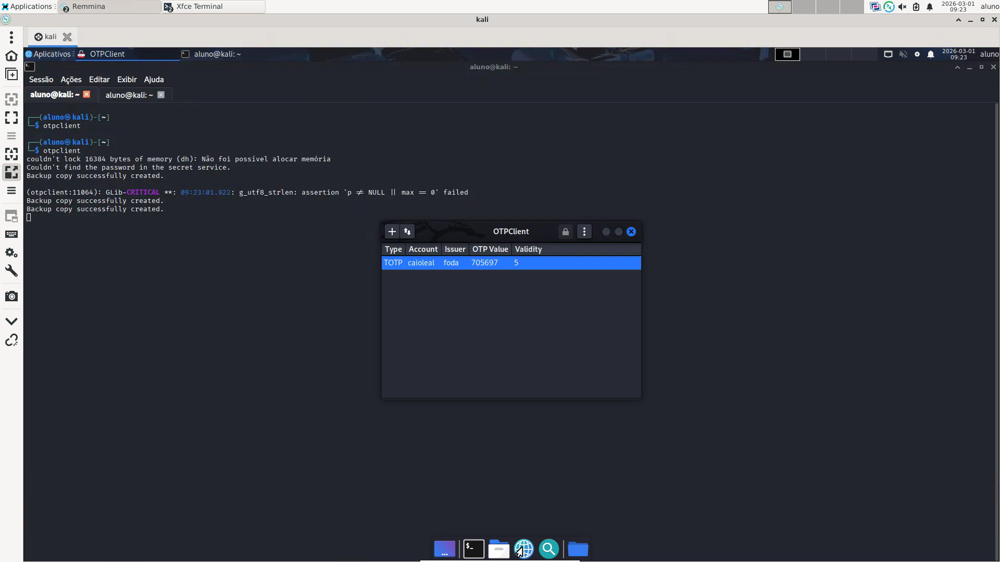 Applications
Remmina
Xfce Terminal
2026-03-01
09:23
aluno
kali
kali
Aplicativos
OTPClient
aluno@kali: ~
2026-03-01
09:23
aluno
aluno@kali: ~
Sessão Ações Editar Exibir Ajuda
aluno@kali: ~
aluno@kali: ~
┌──(aluno㉿kali)-[~]
└─$ otpclient
┌──(aluno㉿kali)-[~]
└─$ otpclient
couldn't lock 16384 bytes of memory (dh): Não foi possível alocar memória
Couldn't find the password in the secret service.
Backup copy successfully created.
(otpclient:11064): GLib-CRITICAL **: 09:23:01.922: g_utf8_strlen: assertion 'p ≠ NULL || max == 0' failed
Backup copy successfully created.
Backup copy successfully created.
OTPClient
Type Account Issuer OTP Value Validity
TOTP caioleal foda 705697 5
$_